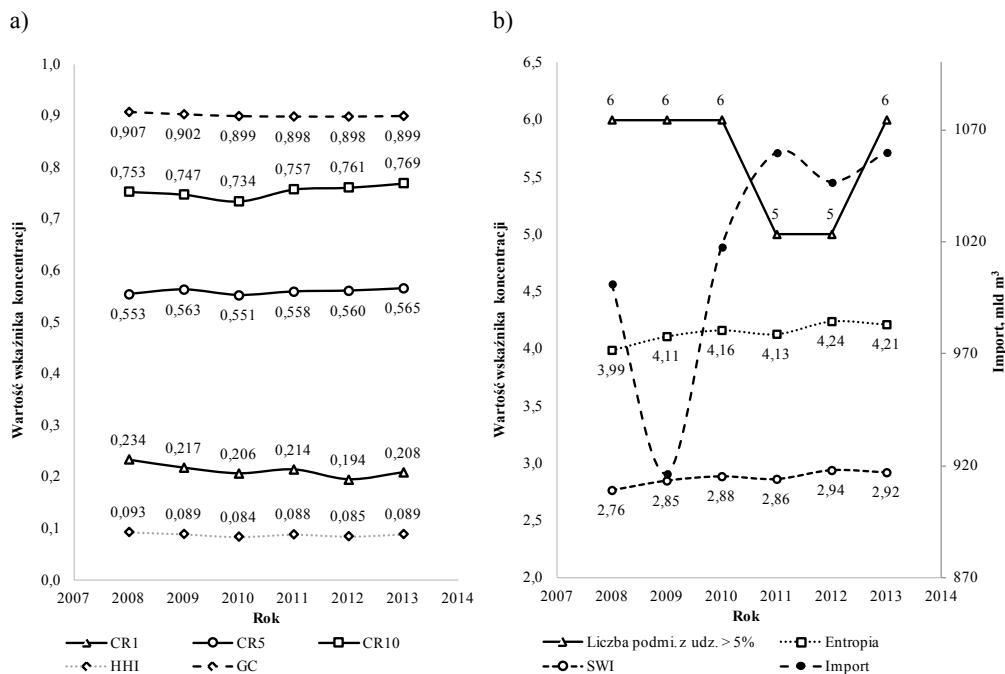 a)
Wartość wskaźnika koncentracji
1,0
0,9
0,8
0,7
0,6
0,5
0,4
0,3
0,2
0,1
0,0
0,907 0,902 0,899 0,898 0,898 0,899
0,753 0,747 0,734 0,757 0,761 0,769
0,553 0,563 0,551 0,558 0,560 0,565
0,234 0,217 0,206 0,214 0,194 0,208
0,093 0,089 0,084 0,088 0,085 0,089
2007 2008 2009 2010 2011 2012 2013 2014
Rok
CR1 CR5 CR10
HHI GC
b)
Wartość wskaźnika koncentracji
6,5
6,0
5,5
5,0
4,5
4,0
3,5
3,0
2,5
2,0
6 6 6 5 5 6
3,99 4,11 4,16 4,13 4,24 4,21
2,76 2,85 2,88 2,86 2,94 2,92
1070
1020
970
920
870
Import, mld m³
2007 2008 2009 2010 2011 2012 2013 2014
Rok
Liczba podmi. z udz. > 5% Entropia
SWI Import